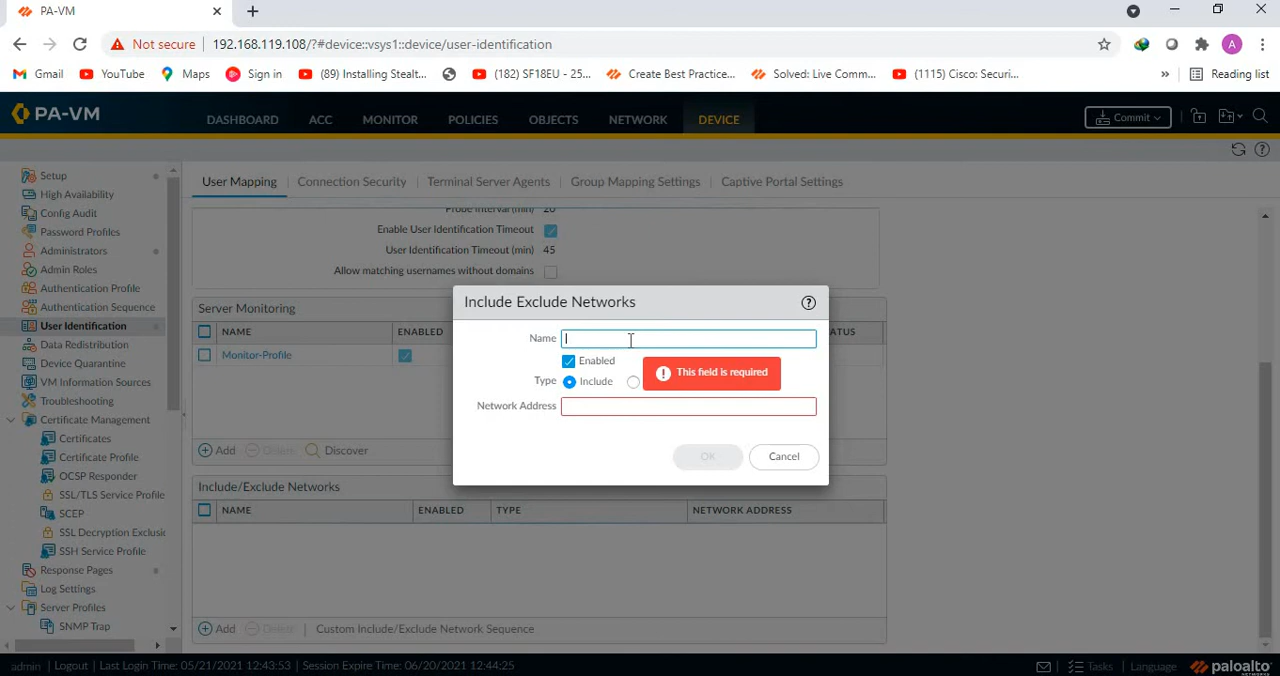 PA-VM
Not secure 192.168.119.108/?#device::vsys1::device/user-identification A
Gmail YouTube Maps Sign in (89) Installing Stealt... (182) SF18EU - 25... Create Best Practice... Solved: Live Comm... (1115) Cisco: Securi... » Reading list
PA-VM DASHBOARD ACC MONITOR POLICIES OBJECTS NETWORK DEVICE Commit
User Mapping Connection Security Terminal Server Agents Group Mapping Settings Captive Portal Settings
Setup
High Availability
Config Audit
Password Profiles
Administrators
Admin Roles
Authentication Profile
Authentication Sequence
User Identification
Data Redistribution
Device Quarantine
VM Information Sources
Troubleshooting
Certificate Management
Certificates
Certificate Profile
OCSP Responder
SSL/TLS Service Profile
SCEP
SSL Decryption Exclusio
SSH Service Profile
Response Pages
Log Settings
Server Profiles
SNMP Trap
Probe Interval (min) 20
Enable User Identification Timeout
User Identification Timeout (min) 45
Allow matching usernames without domains
Server Monitoring
NAME ENABLED ATUS
Monitor-Profile
Add Delete Discover
Include/Exclude Networks
NAME ENABLED TYPE NETWORK ADDRESS
Add Delete Custom Include/Exclude Network Sequence
Include Exclude Networks
Name
Enabled
This field is required
Type Include
Network Address
OK Cancel
admin | Logout | Last Login Time: 05/21/2021 12:43:53 | Session Expire Time: 06/20/2021 12:44:25 Tasks Language paloalto
NETWORKS